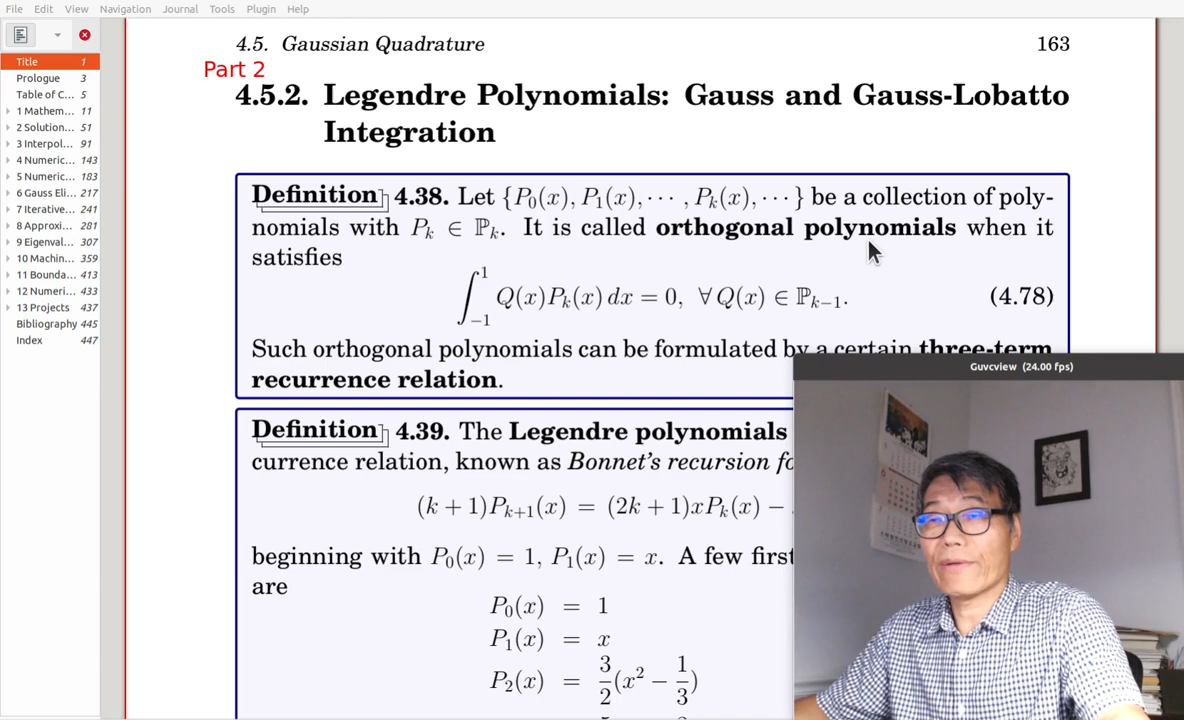 File Edit View Navigation Journal Tools Plugin Help
Title 1
Prologue 3
Table of C... 5
1 Mathem... 11
2 Solution... 51
3 Interpol... 91
4 Numeric... 143
5 Numeric... 183
6 Gauss Eli... 217
7 Iterative... 241
8 Approxi... 281
9 Eigenval... 307
10 Machin... 359
11 Bounda... 413
12 Numeri... 433
13 Projects 437
Bibliography 445
Index 447
4.5. Gaussian Quadrature 163
Part 2
4.5.2. Legendre Polynomials: Gauss and Gauss-Lobatto
Integration
Definition 4.38. Let {P₀(x), P₁(x), ⋯ , Pₖ(x), ⋯ } be a collection of poly-
nomials with Pₖ ∈ ℙₖ. It is called orthogonal polynomials when it
satisfies
∫₋₁¹ Q(x)Pₖ(x) dx = 0, ∀ Q(x) ∈ ℙₖ₋₁. (4.78)
Such orthogonal polynomials can be formulated by a certain three-term
recurrence relation.
Guvcview (24.00 fps)
Definition 4.39. The Legendre polynomials
currence relation, known as Bonnet's recursion fo
(k + 1)Pₖ₊₁(x) = (2k + 1)xPₖ(x) −
beginning with P₀(x) = 1, P₁(x) = x. A few first
are
P₀(x) = 1
P₁(x) = x
P₂(x) = 3/2(x² − 1/3)